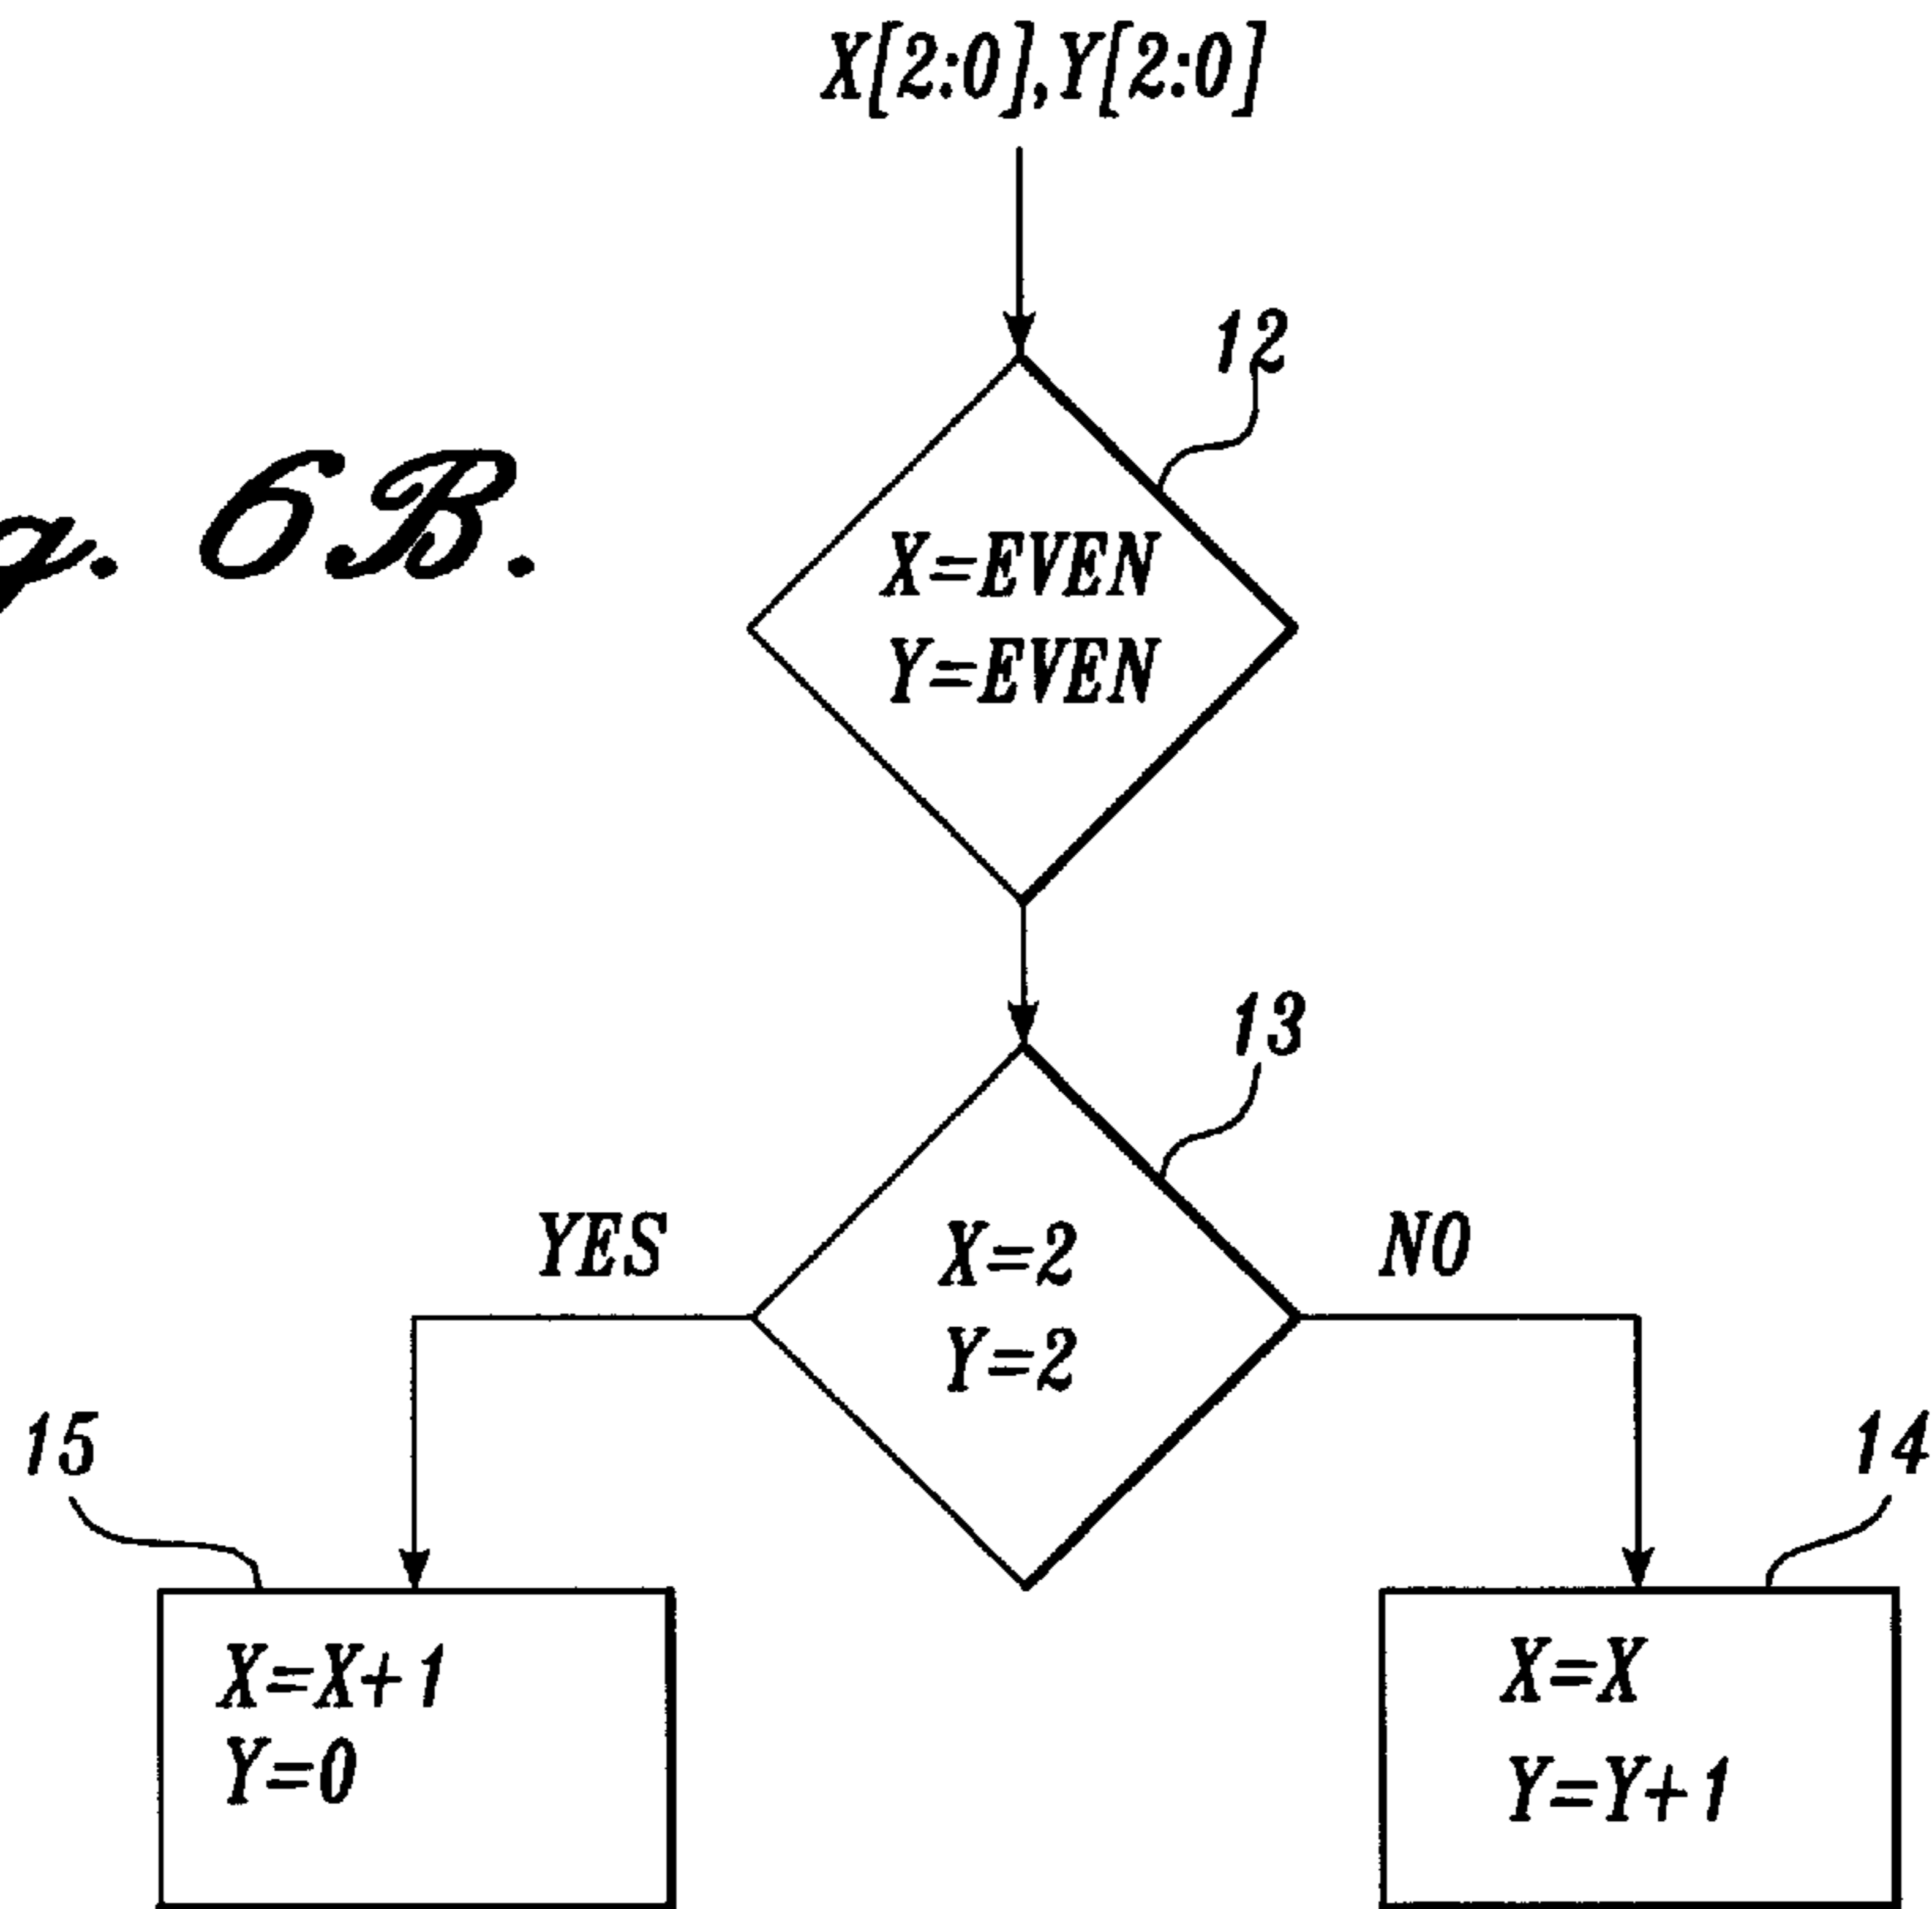 X[2:0],Y[2:0]
12
6B.
X=EVEN
Y=EVEN
13
YES
NO
X=2
Y=2
15
14
X=X+1
Y=0
X=X
Y=Y+1